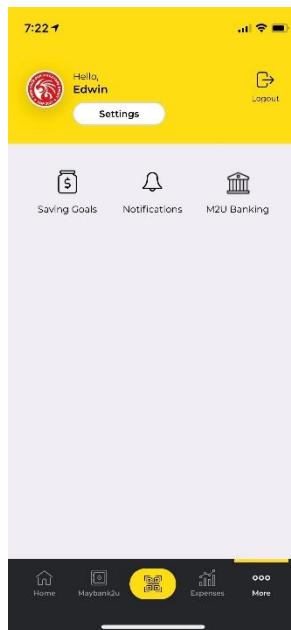 7:22
Hello,
Edwin
Logout
Settings
Saving Goals
Notifications
M2U Banking
Home
Maybank2u
Expenses
More